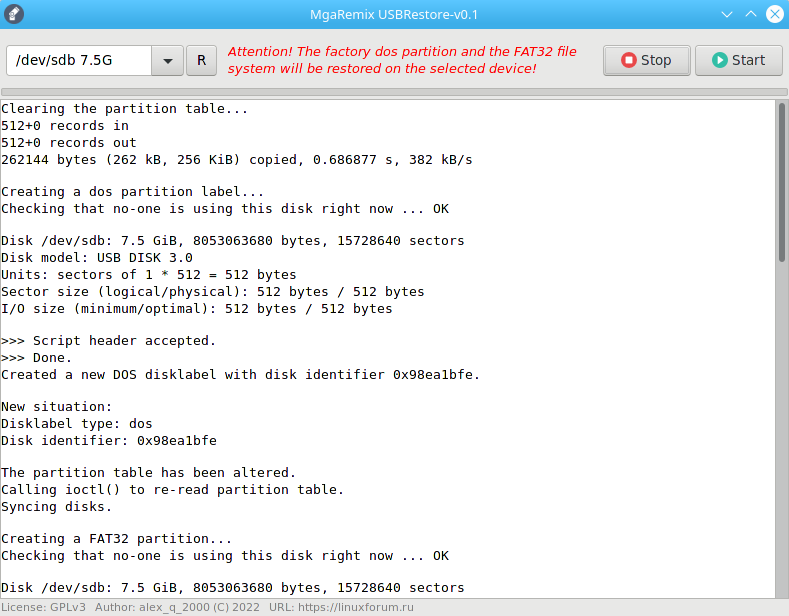 MgaRemix USBRestore-v0.1
/dev/sdb 7.5G
R
Attention! The factory dos partition and the FAT32 file
system will be restored on the selected device!
Stop
Start
Clearing the partition table...
512+0 records in
512+0 records out
262144 bytes (262 kB, 256 KiB) copied, 0.686877 s, 382 kB/s
Creating a dos partition label...
Checking that no-one is using this disk right now ... OK
Disk /dev/sdb: 7.5 GiB, 8053063680 bytes, 15728640 sectors
Disk model: USB DISK 3.0
Units: sectors of 1 * 512 = 512 bytes
Sector size (logical/physical): 512 bytes / 512 bytes
I/O size (minimum/optimal): 512 bytes / 512 bytes
>>> Script header accepted.
>>> Done.
Created a new DOS disklabel with disk identifier 0x98ea1bfe.
New situation:
Disklabel type: dos
Disk identifier: 0x98ea1bfe
The partition table has been altered.
Calling ioctl() to re-read partition table.
Syncing disks.
Creating a FAT32 partition...
Checking that no-one is using this disk right now ... OK
Disk /dev/sdb: 7.5 GiB, 8053063680 bytes, 15728640 sectors
License: GPLv3 Author: alex_q_2000 (C) 2022 URL: https://linuxforum.ru